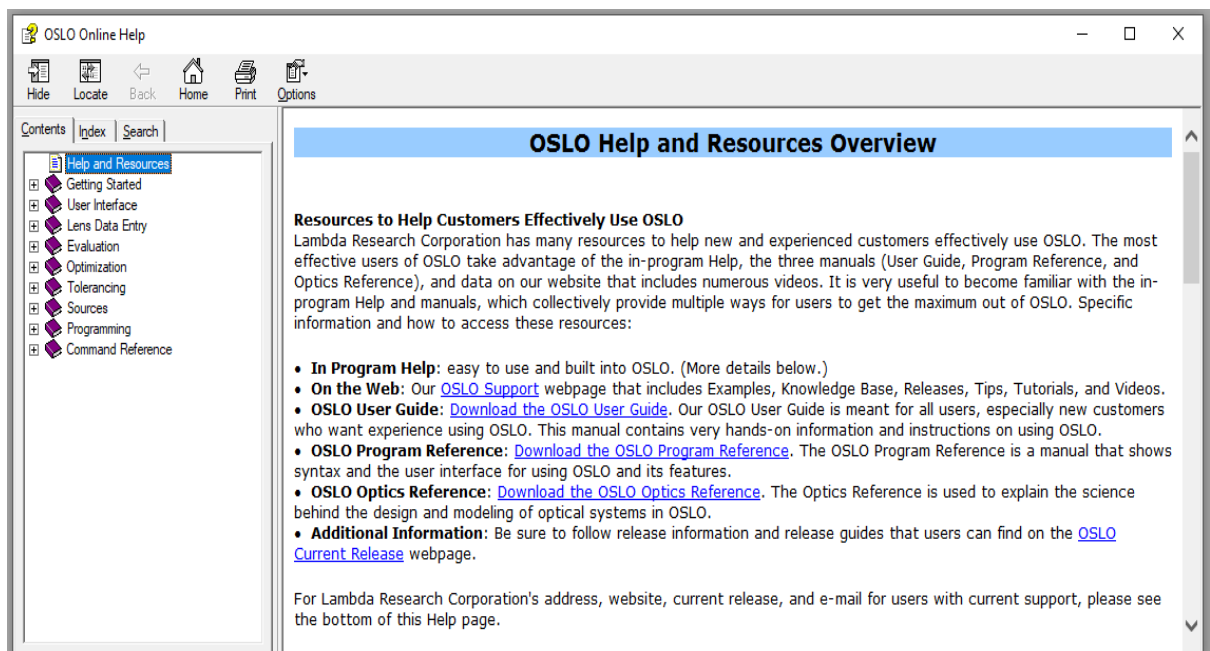 OSLO Online Help
Hide Locate Back Home Print Options
Contents Index Search
Help and Resources
Getting Started
User Interface
Lens Data Entry
Evaluation
Optimization
Tolerancing
Sources
Programming
Command Reference
OSLO Help and Resources Overview
Resources to Help Customers Effectively Use OSLO
Lambda Research Corporation has many resources to help new and experienced customers effectively use OSLO. The most
effective users of OSLO take advantage of the in-program Help, the three manuals (User Guide, Program Reference, and
Optics Reference), and data on our website that includes numerous videos. It is very useful to become familiar with the in-
program Help and manuals, which collectively provide multiple ways for users to get the maximum out of OSLO. Specific
information and how to access these resources:
• In Program Help: easy to use and built into OSLO. (More details below.)
• On the Web: Our OSLO Support webpage that includes Examples, Knowledge Base, Releases, Tips, Tutorials, and Videos.
• OSLO User Guide: Download the OSLO User Guide. Our OSLO User Guide is meant for all users, especially new customers
who want experience using OSLO. This manual contains very hands-on information and instructions on using OSLO.
• OSLO Program Reference: Download the OSLO Program Reference. The OSLO Program Reference is a manual that shows
syntax and the user interface for using OSLO and its features.
• OSLO Optics Reference: Download the OSLO Optics Reference. The Optics Reference is used to explain the science
behind the design and modeling of optical systems in OSLO.
• Additional Information: Be sure to follow release information and release guides that users can find on the OSLO
Current Release webpage.
For Lambda Research Corporation's address, website, current release, and e-mail for users with current support, please see
the bottom of this Help page.